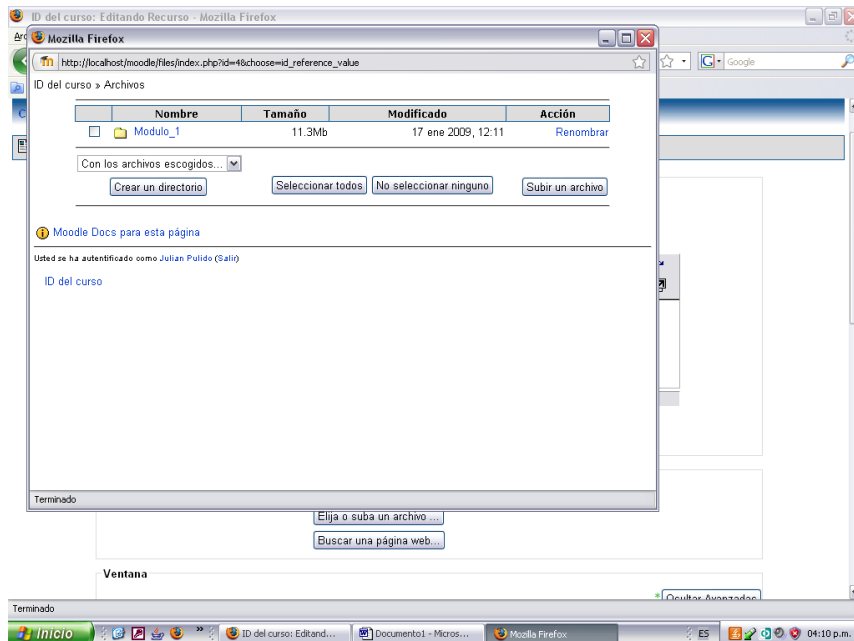 ID del curso: Editando Recurso - Mozilla Firefox
Mozilla Firefox
http://localhost/moodle/files/index.php?id=4&choose=id_reference_value
Google
ID del curso » Archivos
Nombre Tamaño Modificado Acción
Modulo_1 11.3Mb 17 ene 2009, 12:11 Renombrar
Con los archivos escogidos...
Crear un directorio Seleccionar todos No seleccionar ninguno Subir un archivo
Moodle Docs para esta página
Usted se ha autentificado como Julian Pulido (Salir)
ID del curso
Terminado
Elija o suba un archivo ...
Buscar una página web...
Ventana
* Ocultar Avanzadas
Terminado
Inicio » ID del curso: Editand... Documento1 - Micros... Mozilla Firefox ES 04:10 p.m.